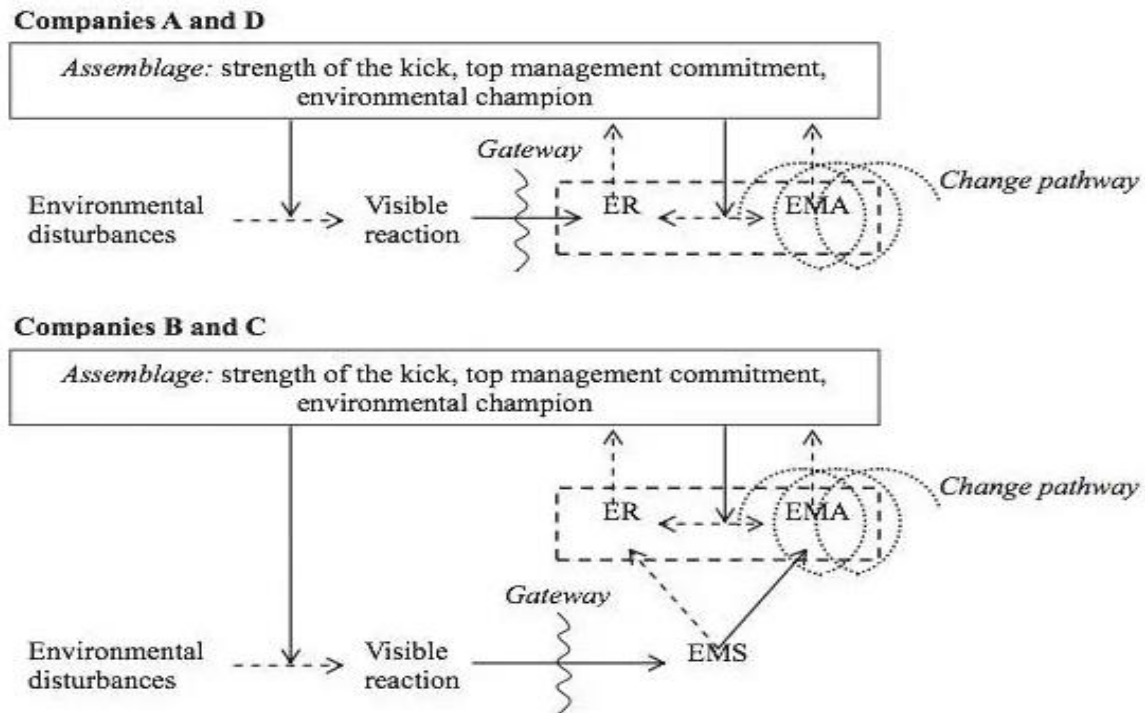 Companies A and D
Assemblage: strength of the kick, top management commitment,
environmental champion
Gateway
Change pathway
Environmental
disturbances
Visible
reaction
ER
EMA
Companies B and C
Assemblage: strength of the kick, top management commitment,
environmental champion
Change pathway
ER
EMA
Gateway
Environmental
disturbances
Visible
reaction
EMS